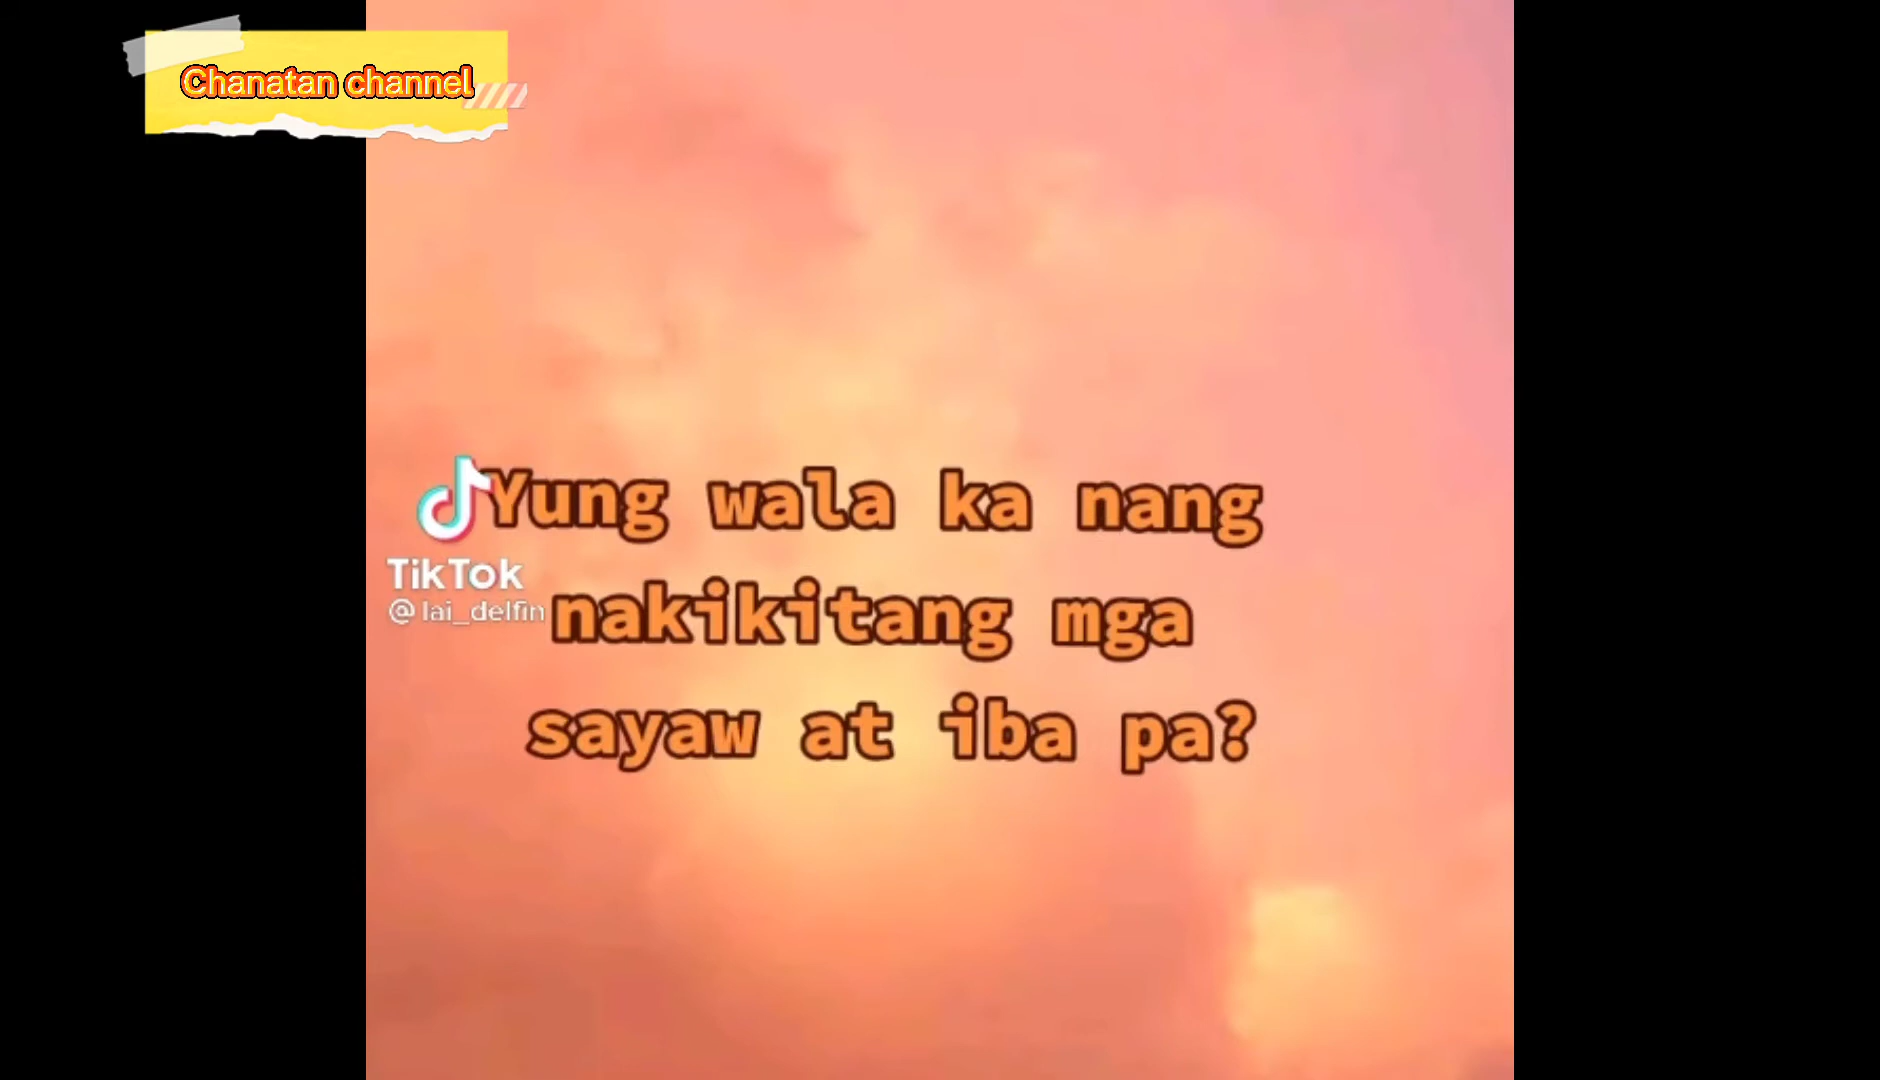 Chanatan channel
Yung wala ka nang
TikTok
@lai_delfin
nakikitang mga
sayaw at iba pa?